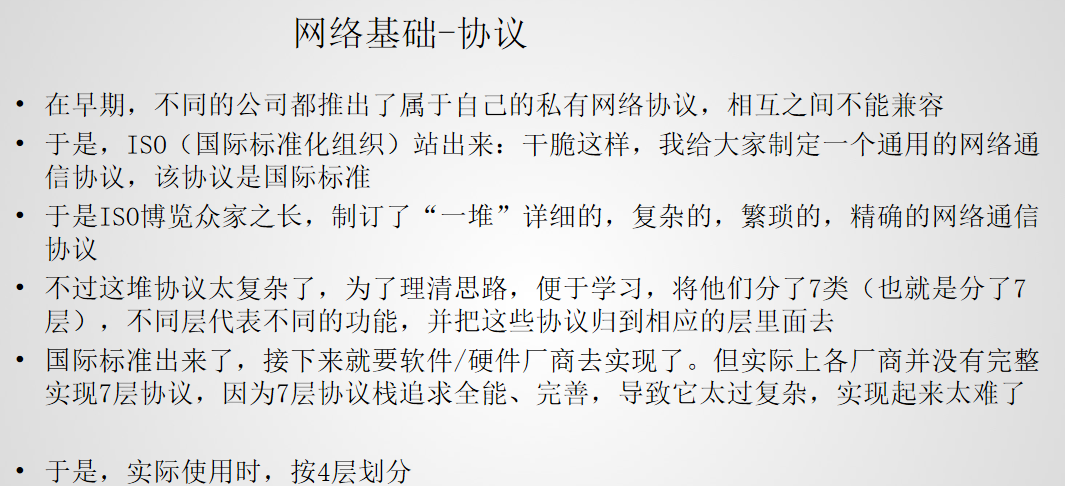 网络基础-协议
• 在早期，不同的公司都推出了属于自己的私有网络协议，相互之间不能兼容
• 于是，ISO（国际标准化组织）站出来：干脆这样，我给大家制定一个通用的网络通
信协议，该协议是国际标准
• 于是ISO博览众家之长，制订了“一堆”详细的，复杂的，繁琐的，精确的网络通信
协议
• 不过这堆协议太复杂了，为了理清思路，便于学习，将他们分了7类（也就是分了7
层），不同层代表不同的功能，并把这些协议归到相应的层里面去
• 国际标准出来了，接下来就要软件/硬件厂商去实现了。但实际上各厂商并没有完整
实现7层协议，因为7层协议栈追求全能、完善，导致它太过复杂，实现起来太难了
• 于是，实际使用时，按4层划分